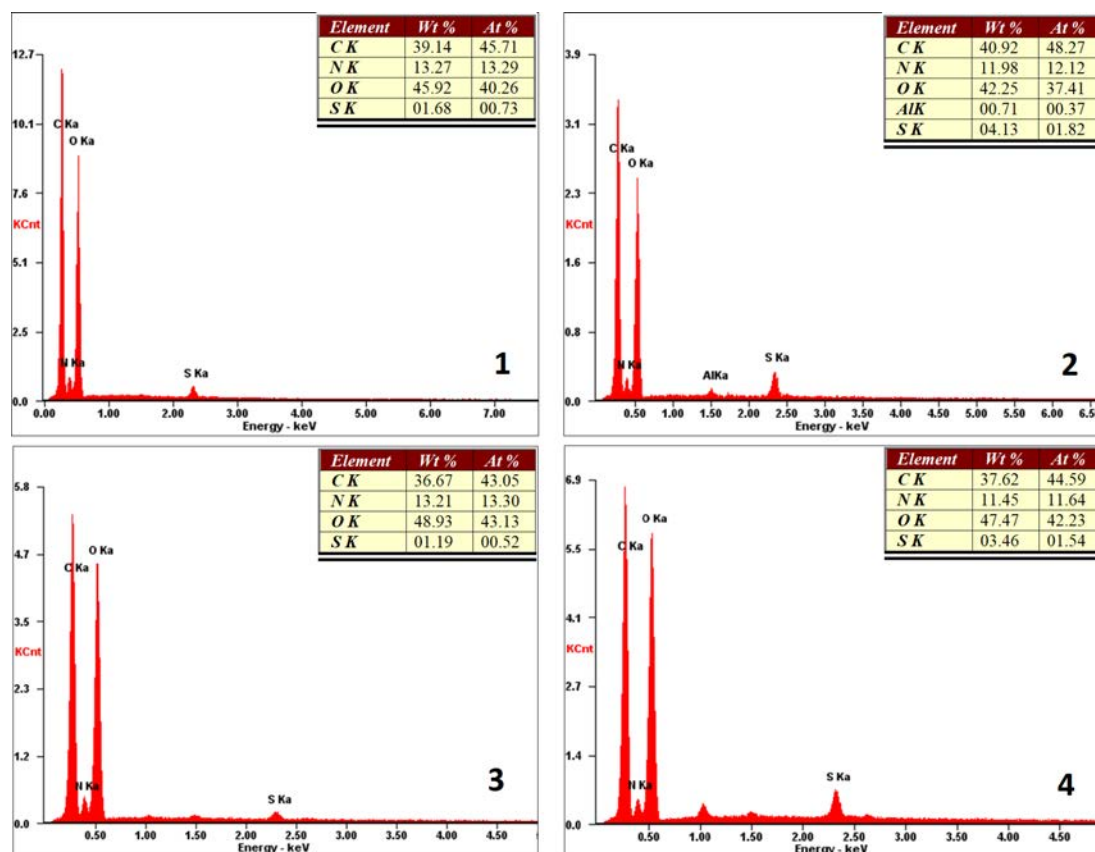 Element Wt % At %
C K 39.14 45.71
N K 13.27 13.29
O K 45.92 40.26
S K 01.68 00.73
12.7
10.1
7.6
KCnt
5.1
2.5
0.0
C Ka
O Ka
N Ka
S Ka
1
0.00 1.00 2.00 3.00 4.00 5.00 6.00 7.00
Energy - keV
Element Wt % At %
C K 40.92 48.27
N K 11.98 12.12
O K 42.25 37.41
AlK 00.71 00.37
S K 04.13 01.82
3.9
3.1
2.3
KCnt
1.6
0.8
0.0
C Ka
O Ka
N Ka
AlKa
S Ka
2
0.50 1.00 1.50 2.00 2.50 3.00 3.50 4.00 4.50 5.00 5.50 6.00 6.5
Energy - keV
Element Wt % At %
C K 36.67 43.05
N K 13.21 13.30
O K 48.93 43.13
S K 01.19 00.52
5.8
4.7
3.5
KCnt
2.3
1.2
0.0
O Ka
C Ka
N Ka
S Ka
3
0.50 1.00 1.50 2.00 2.50 3.00 3.50 4.00 4.50
Energy - keV
Element Wt % At %
C K 37.62 44.59
N K 11.45 11.64
O K 47.47 42.23
S K 03.46 01.54
6.9
5.5
4.1
KCnt
2.7
1.4
0.0
O Ka
C Ka
N Ka
S Ka
4
0.50 1.00 1.50 2.00 2.50 3.00 3.50 4.00 4.50
Energy - keV